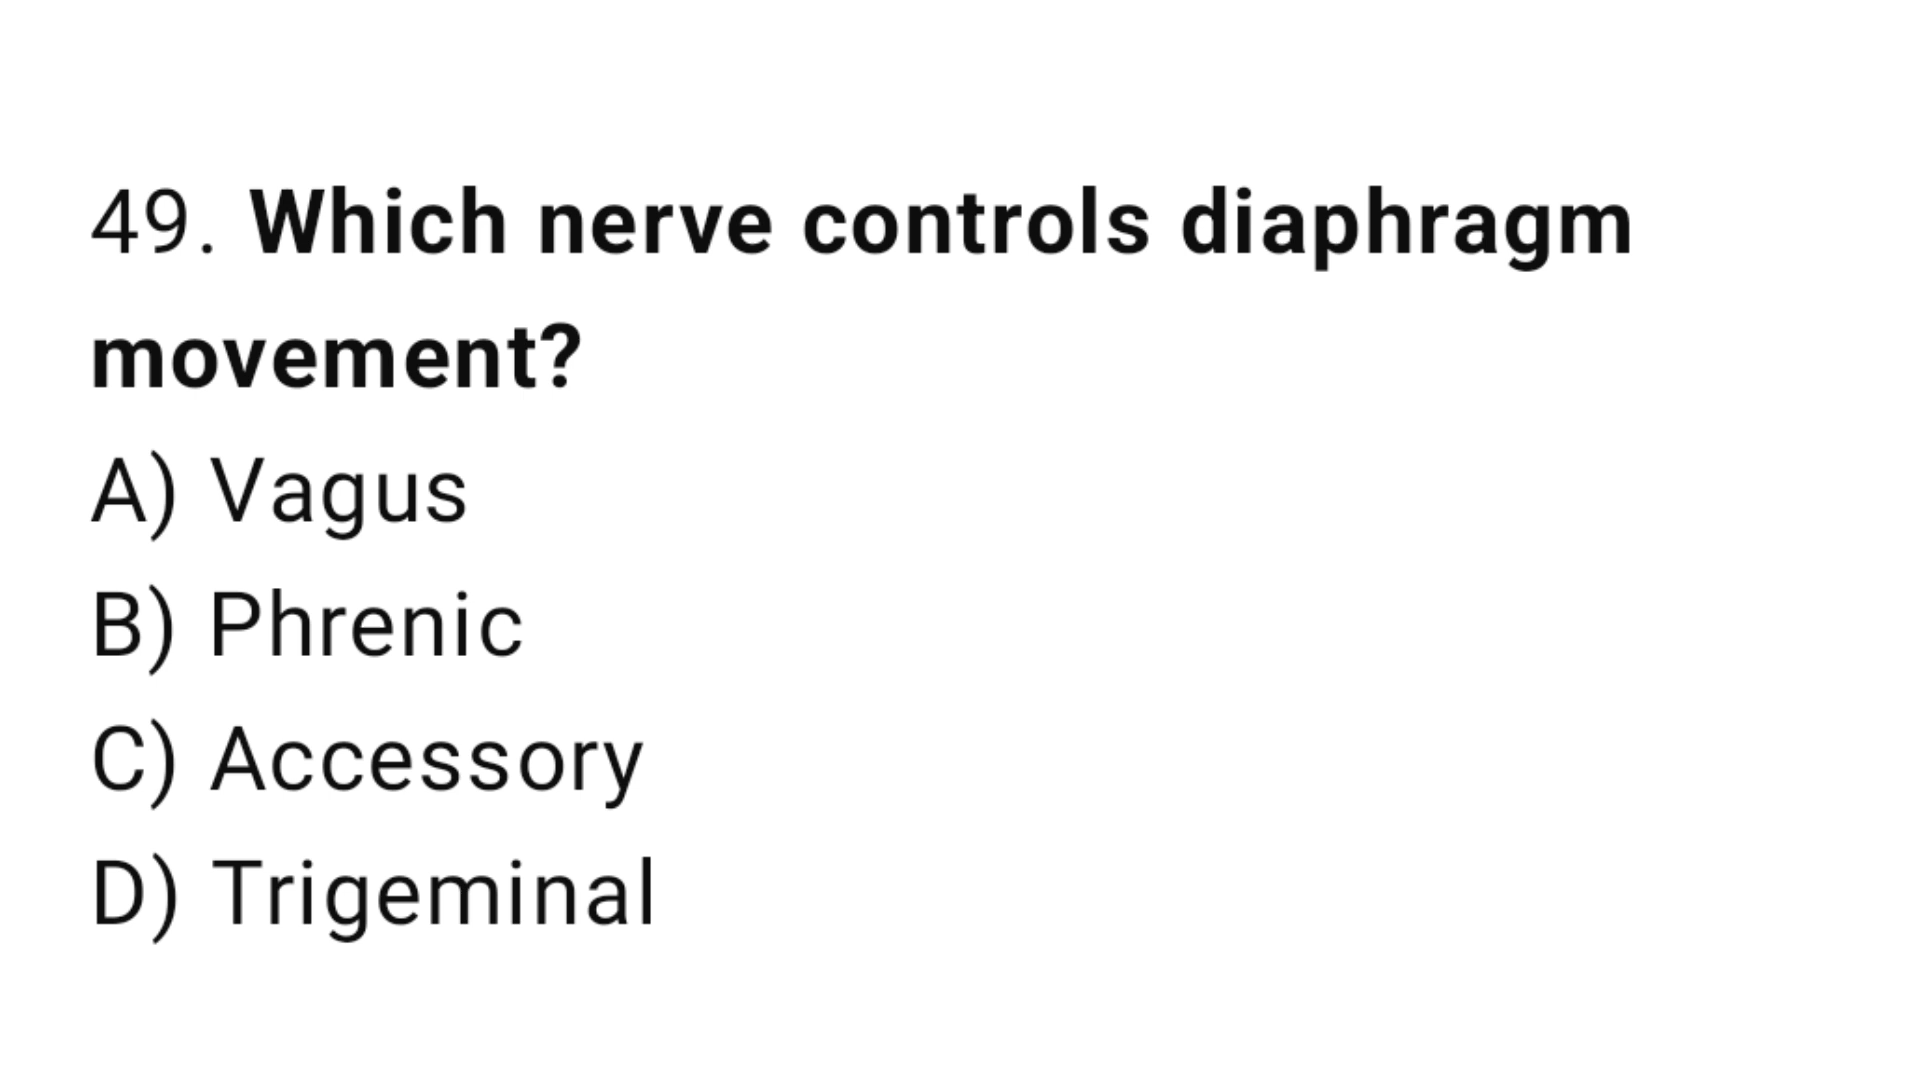 49. Which nerve controls diaphragm
movement?
A) Vagus
B) Phrenic
C) Accessory
D) Trigeminal